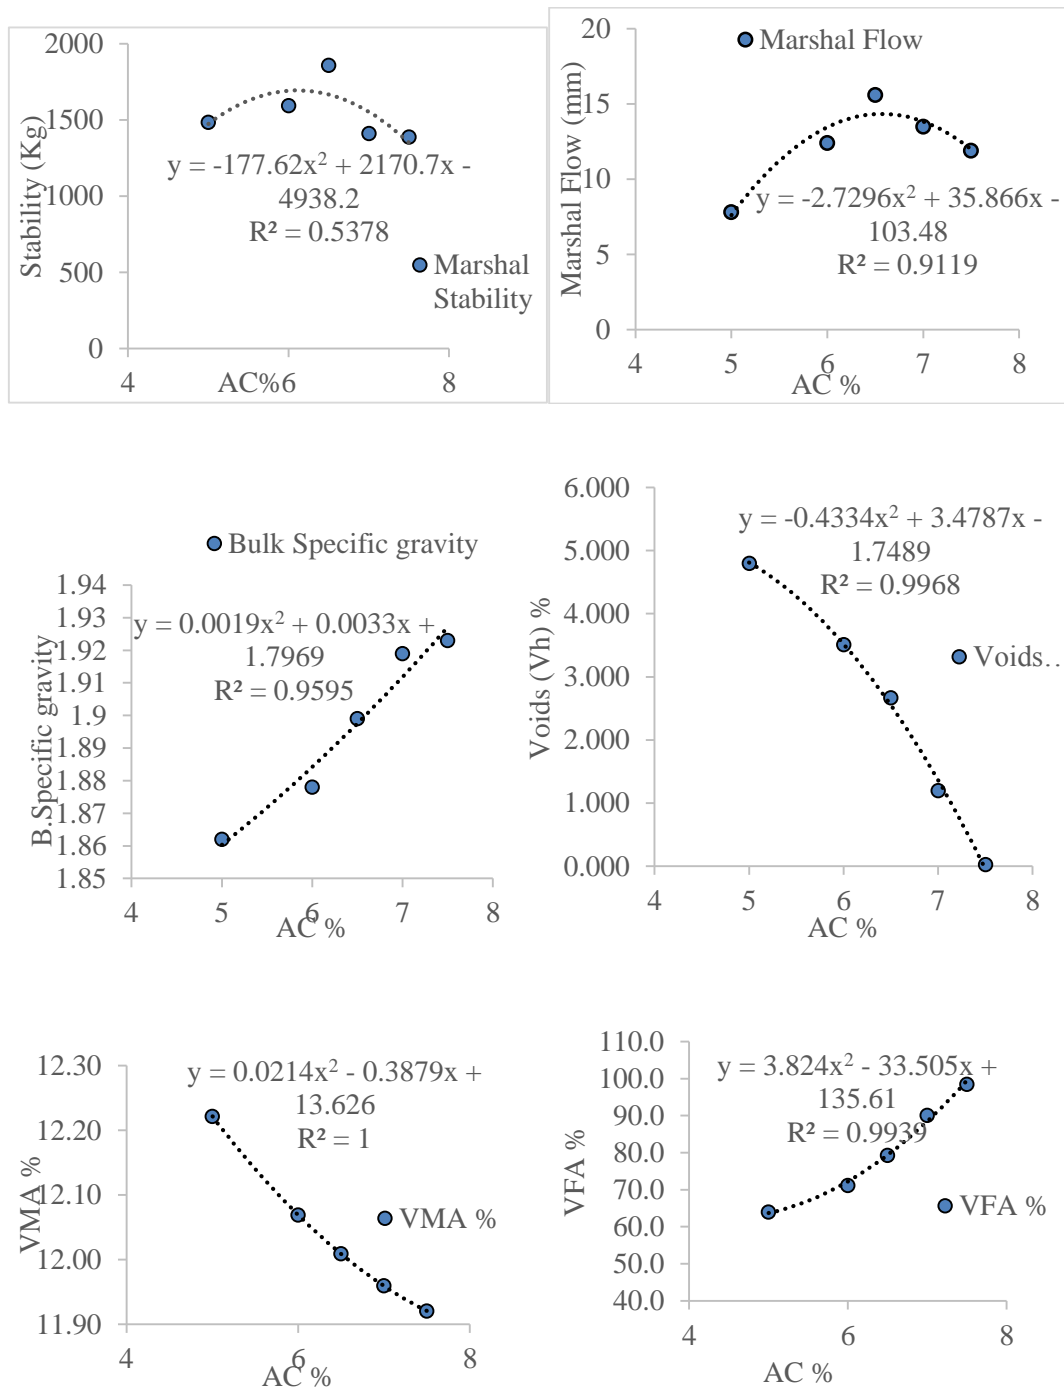 2000
1500
1000
500
0
4
6
8
Stability (Kg)
AC%
y = -177.62x² + 2170.7x -
4938.2
R² = 0.5378
Marshal
Stability
20
15
10
5
0
4
5
6
7
8
Marshal Flow (mm)
AC %
Marshal Flow
y = -2.7296x² + 35.866x -
103.48
R² = 0.9119
Bulk Specific gravity
1.94
1.93
1.92
1.91
1.9
1.89
1.88
1.87
1.86
1.85
4
5
6
7
8
B.Specific gravity
AC %
y = 0.0019x² + 0.0033x +
1.7969
R² = 0.9595
6.000
5.000
4.000
3.000
2.000
1.000
0.000
4
5
6
7
8
Voids (Vh) %
AC %
y = -0.4334x² + 3.4787x -
1.7489
R² = 0.9968
Voids…
12.30
12.20
12.10
12.00
11.90
4
6
8
VMA %
AC %
y = 0.0214x² - 0.3879x +
13.626
R² = 1
VMA %
110.0
100.0
90.0
80.0
70.0
60.0
50.0
40.0
4
6
8
VFA %
AC %
y = 3.824x² - 33.505x +
135.61
R² = 0.9939
VFA %